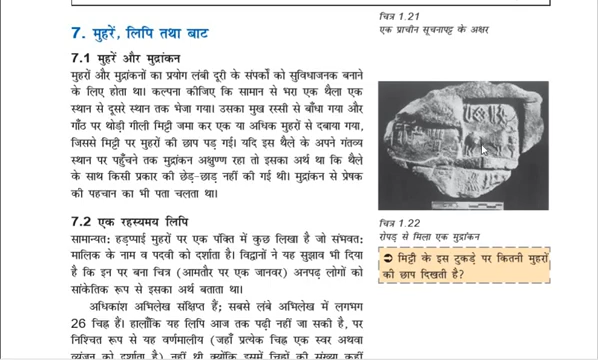 7. मुहरें, लिपि तथा बाट
7.1 मुहरें और मुद्रांकन
मुहरों और मुद्रांकनों का प्रयोग लंबी दूरी के संपर्कों को सुविधाजनक बनाने
के लिए होता था। कल्पना कीजिए कि सामान से भरा एक थैला एक
स्थान से दूसरे स्थान तक भेजा गया। उसका मुख रस्सी से बाँधा गया और
गाँठ पर थोड़ी गीली मिट्टी जमा कर एक या अधिक मुहरों से दबाया गया,
जिससे मिट्टी पर मुहरों की छाप पड़ गई। यदि इस थैले के अपने गंतव्य
स्थान पर पहुँचने तक मुद्रांकन अक्षुण्ण रहा तो इसका अर्थ था कि थैले
के साथ किसी प्रकार की छेड़-छाड़ नहीं की गई थी। मुद्रांकन से प्रेषक
की पहचान का भी पता चलता था।
7.2 एक रहस्यमय लिपि
सामान्यत: हड़प्पाई मुहरों पर एक पंक्ति में कुछ लिखा है जो संभवत:
मालिक के नाम व पदवी को दर्शाता है। विद्वानों ने यह सुझाव भी दिया
है कि इन पर बना चित्र (आमतौर पर एक जानवर) अनपढ़ लोगों को
सांकेतिक रूप से इसका अर्थ बताता था।
अधिकांश अभिलेख संक्षिप्त हैं; सबसे लंबे अभिलेख में लगभग
26 चिह्न हैं। हालाँकि यह लिपि आज तक पढ़ी नहीं जा सकी है, पर
निश्चित रूप से यह वर्णमालीय (जहाँ प्रत्येक चिह्न एक स्वर अथवा
व्यंजन को दर्शाता है) नहीं थी क्योंकि इसमें चिह्नों की संख्या कहीं
चित्र 1.21
एक प्राचीन सूचनापट्ट के अक्षर
चित्र 1.22
रोपड़ से मिला एक मुद्रांकन
➲ मिट्टी के इस टुकड़े पर कितनी मुहरों
की छाप दिखती है?